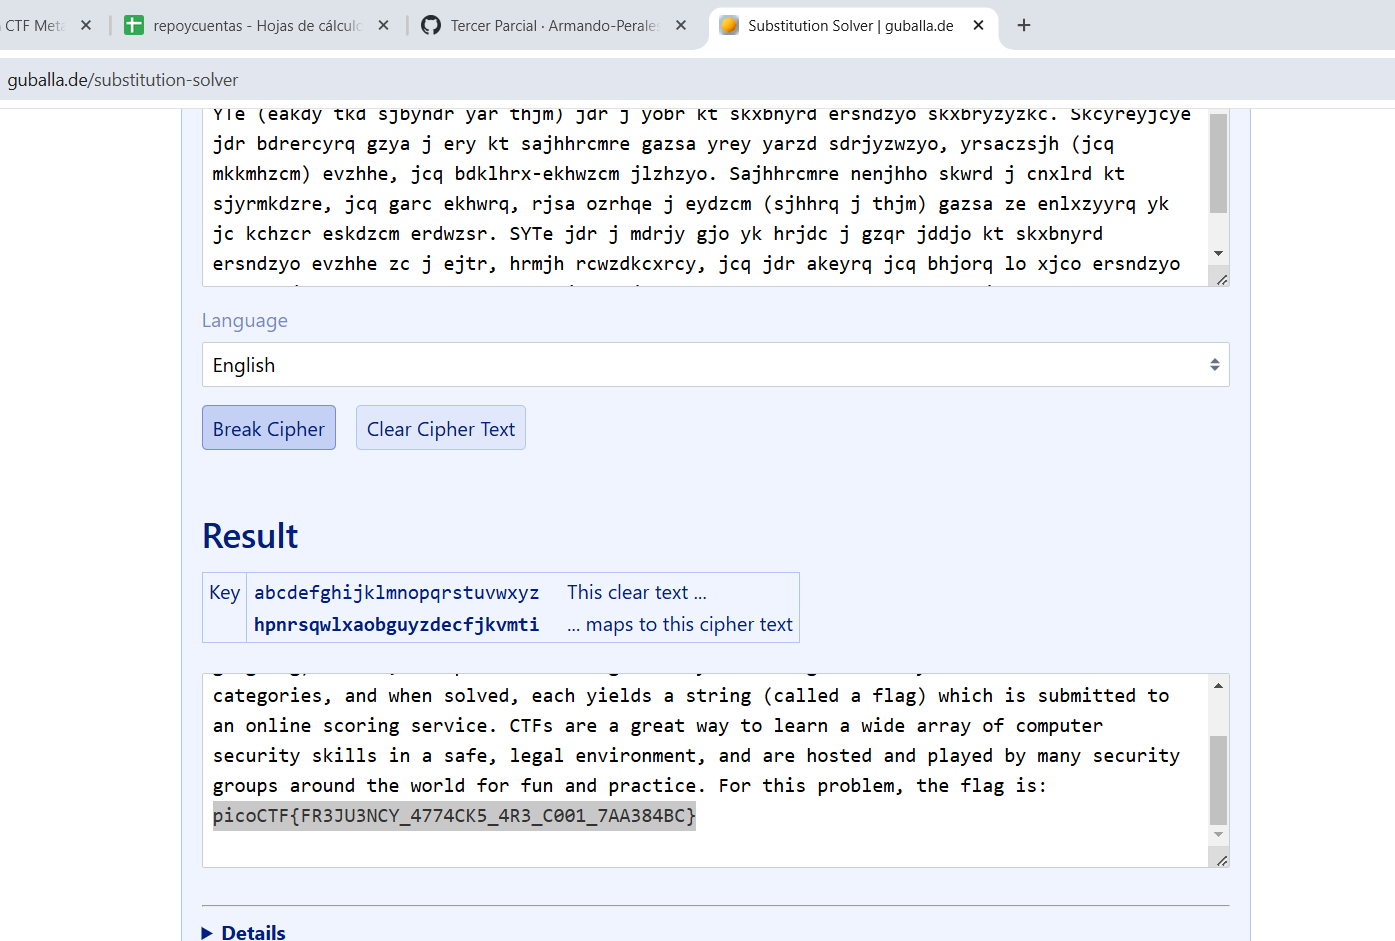 CTF Meta
repoycuentas - Hojas de cálculo
Tercer Parcial · Armando-Perales
Substitution Solver | guballa.de
guballa.de/substitution-solver
YTe (eakdy tkd sjbyndr yar thjm) jdr j yobr kt skxbnyrd ersndzyo skxbryzyzkc. Skcyreyjcye
jdr bdrercyrq gzya j ery kt sajhhrcmre gazsa yrey yarzd sdrjyzwzyo, yrsaczsjh (jcq
mkkmhzcm) evzhhe, jcq bdklhrx-ekhwzcm jlzhzyo. Sajhhrcmre nenjhho skwrd j cnxlrd kt
sjyrmkdzre, jcq garc ekhwrq, rjsa ozrhqe j eydzcm (sjhhrq j thjm) gazsa ze enlxzyyrq yk
jc kchzcr eskdzcm erdwzsr. SYTe jdr j mdrjy gjo yk hrjdc j gzqr jddjo kt skxbnyrd
ersndzyo evzhhe zc j ejtr, hrmjh rcwzdkcxrcy, jcq jdr akeyrq jcq bhjorq lo xjco ersndzyo
Language
English
Break Cipher
Clear Cipher Text
Result
Key abcdefghijklmnopqrstuvwxyz This clear text ...
hpnrsqwlxaobguyzdecfjkvmti ... maps to this cipher text
categories, and when solved, each yields a string (called a flag) which is submitted to
an online scoring service. CTFs are a great way to learn a wide array of computer
security skills in a safe, legal environment, and are hosted and played by many security
groups around the world for fun and practice. For this problem, the flag is:
picoCTF{FR3JU3NCY_4774CK5_4R3_C001_7AA384BC}
Details